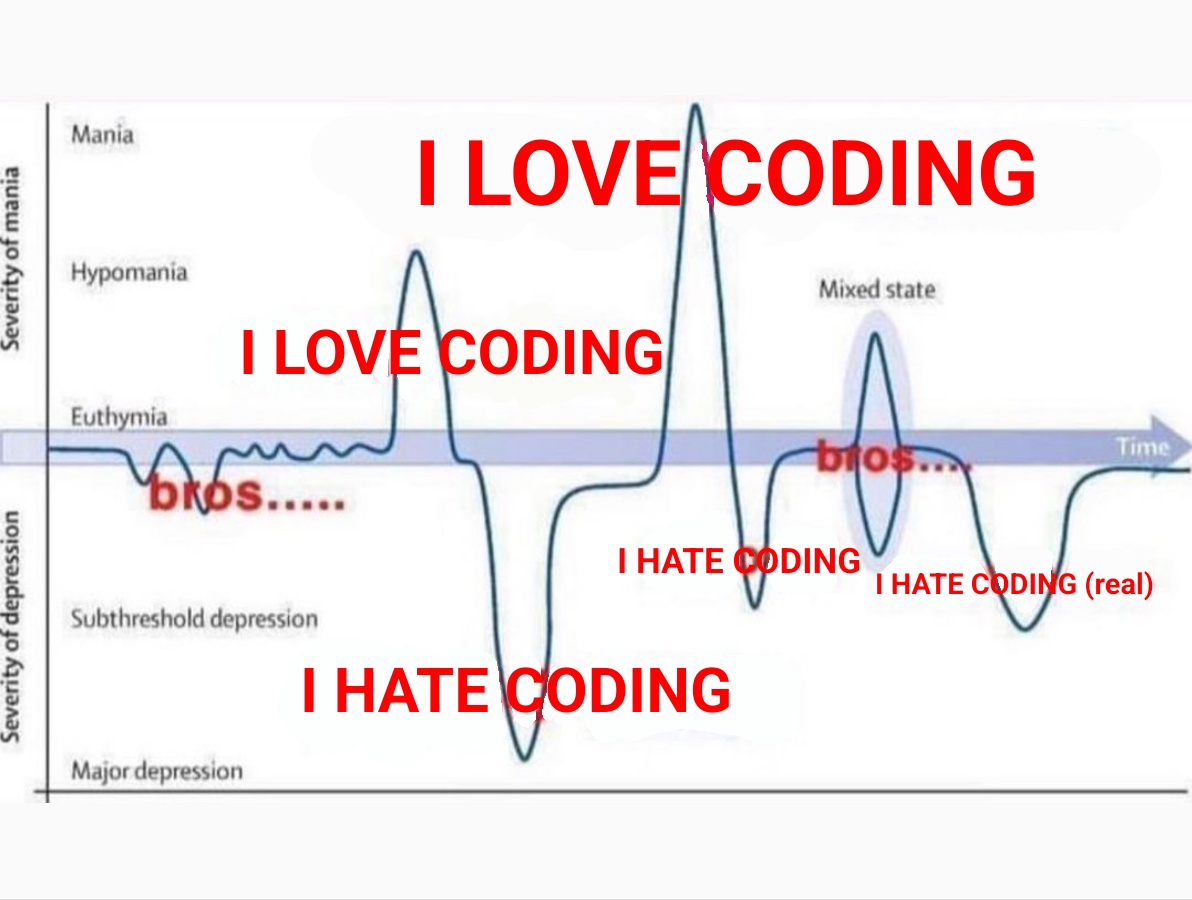 Mania
I LOVE CODING
Severity of mania
Hypomania
Mixed state
I LOVE CODING
Euthymia
Time
bros....
bros.....
I HATE CODING
I HATE CODING (real)
Subthreshold depression
Severity of depression
I HATE CODING
Major depression